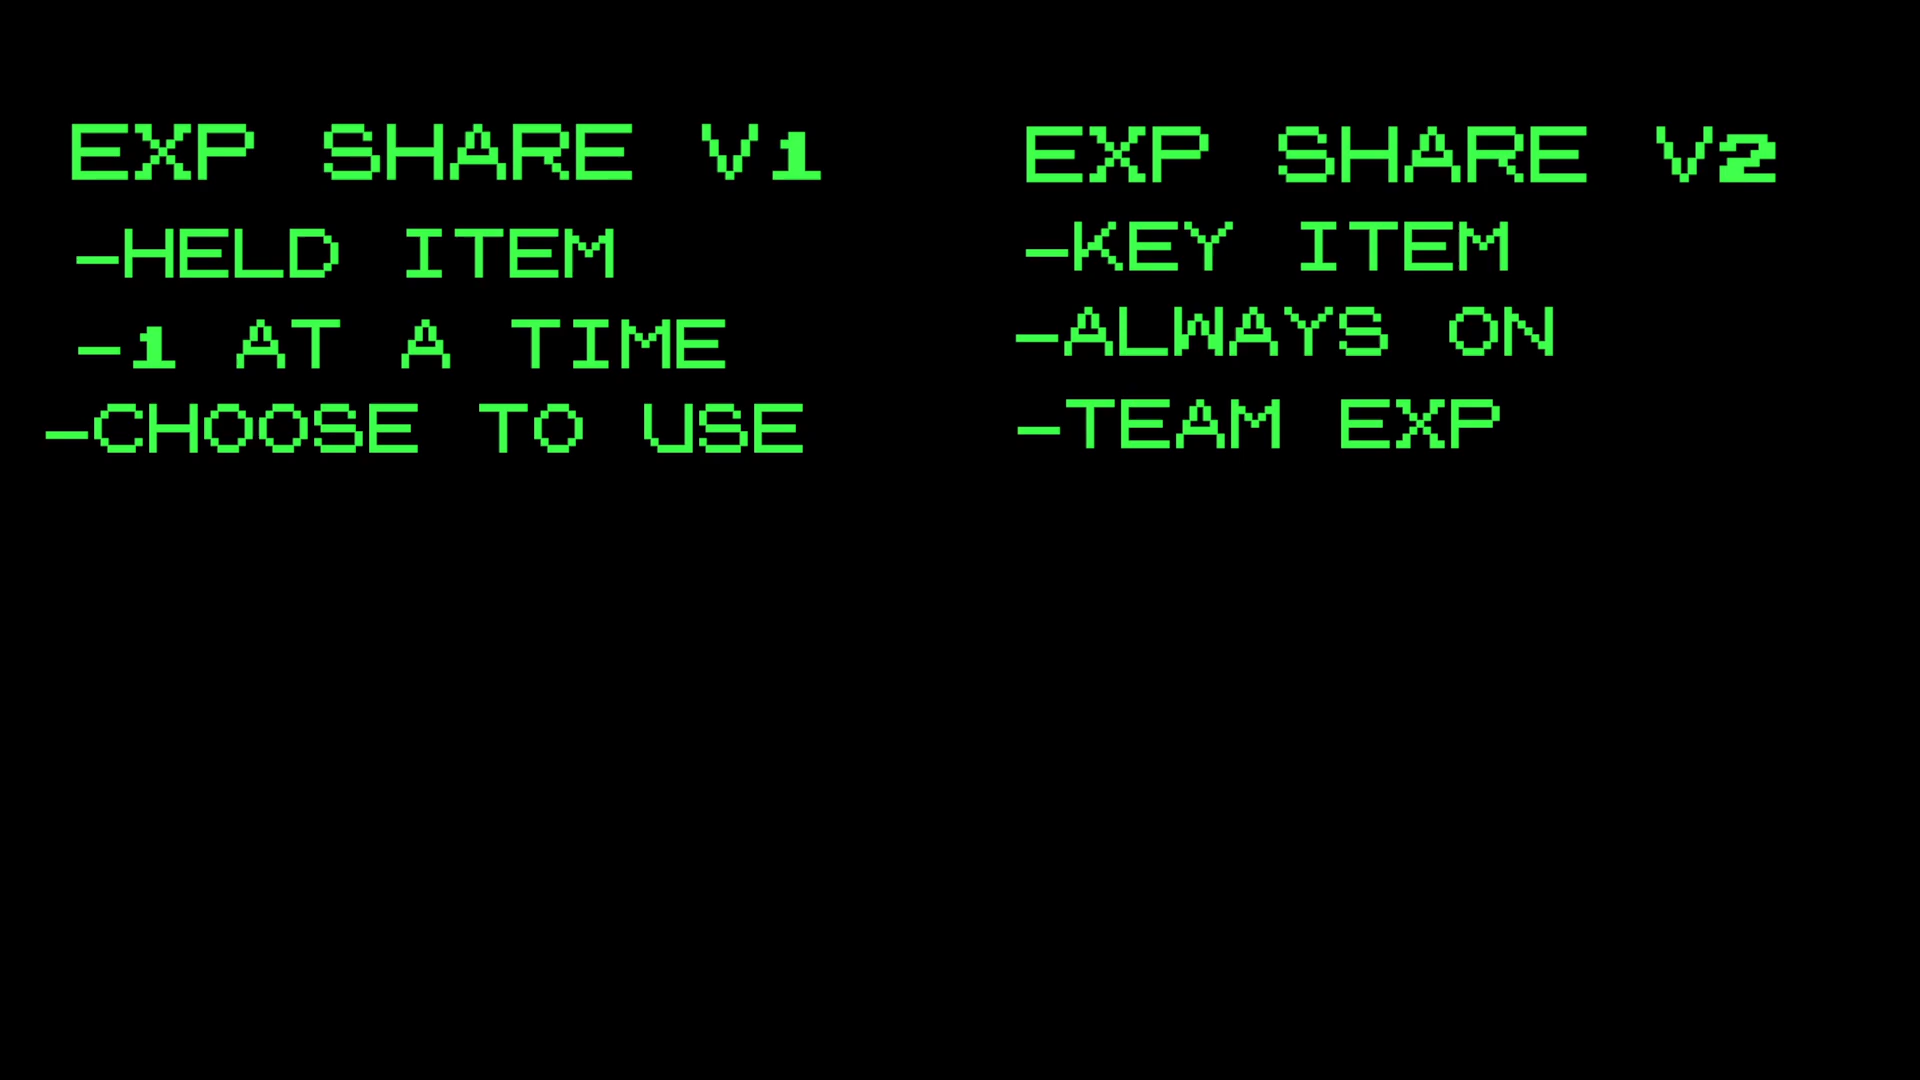 EXP SHARE V1
-HELD ITEM
-1 AT A TIME
-CHOOSE TO USE
EXP SHARE V2
-KEY ITEM
-ALWAYS ON
-TEAM EXP